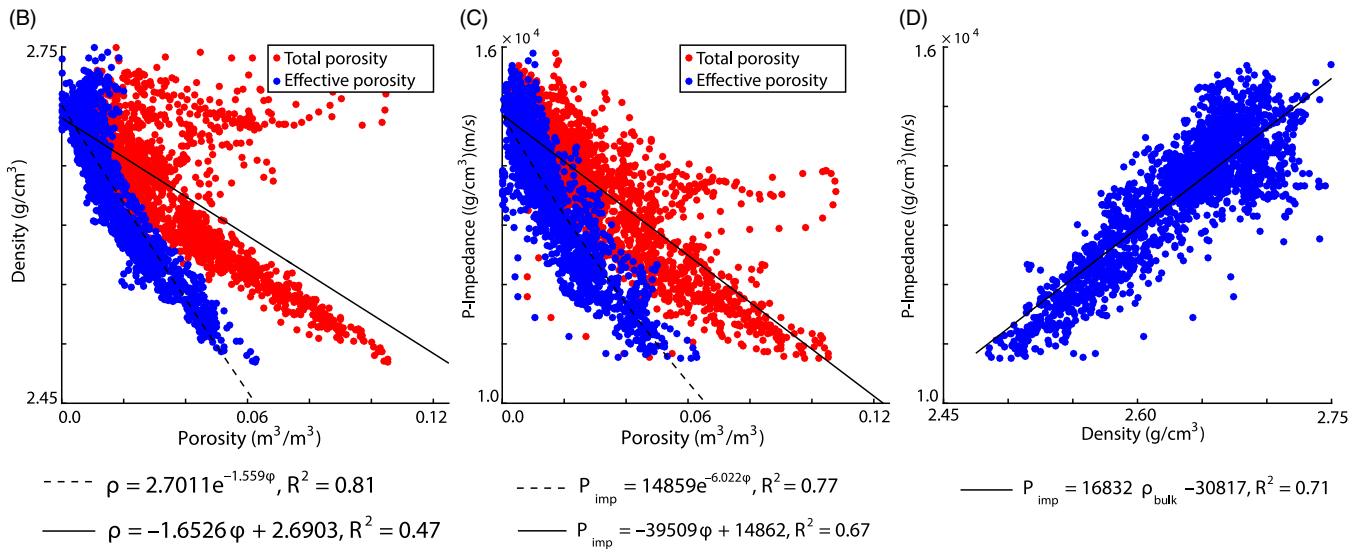 (B)
2.75
Total porosity
Effective porosity
Density (g/cm³)
2.45
0.0 0.06 0.12
Porosity (m³/m³)
ρ = 2.7011e^−1.559φ, R² = 0.81
ρ = −1.6526φ + 2.6903, R² = 0.47
(C)
1.6 × 10⁴
Total porosity
Effective porosity
P-Impedance ((g/cm³)(m/s)
1.0
0.0 0.06 0.12
Porosity (m³/m³)
P imp = 14859e^−6.022φ, R² = 0.77
P imp = −39509φ + 14862, R² = 0.67
(D)
1.6 × 10⁴
P-Impedance ((g/cm³)(m/s)
1.0
2.45 2.60 2.75
Density (g/cm³)
P imp = 16832 ρ bulk −30817, R² = 0.71